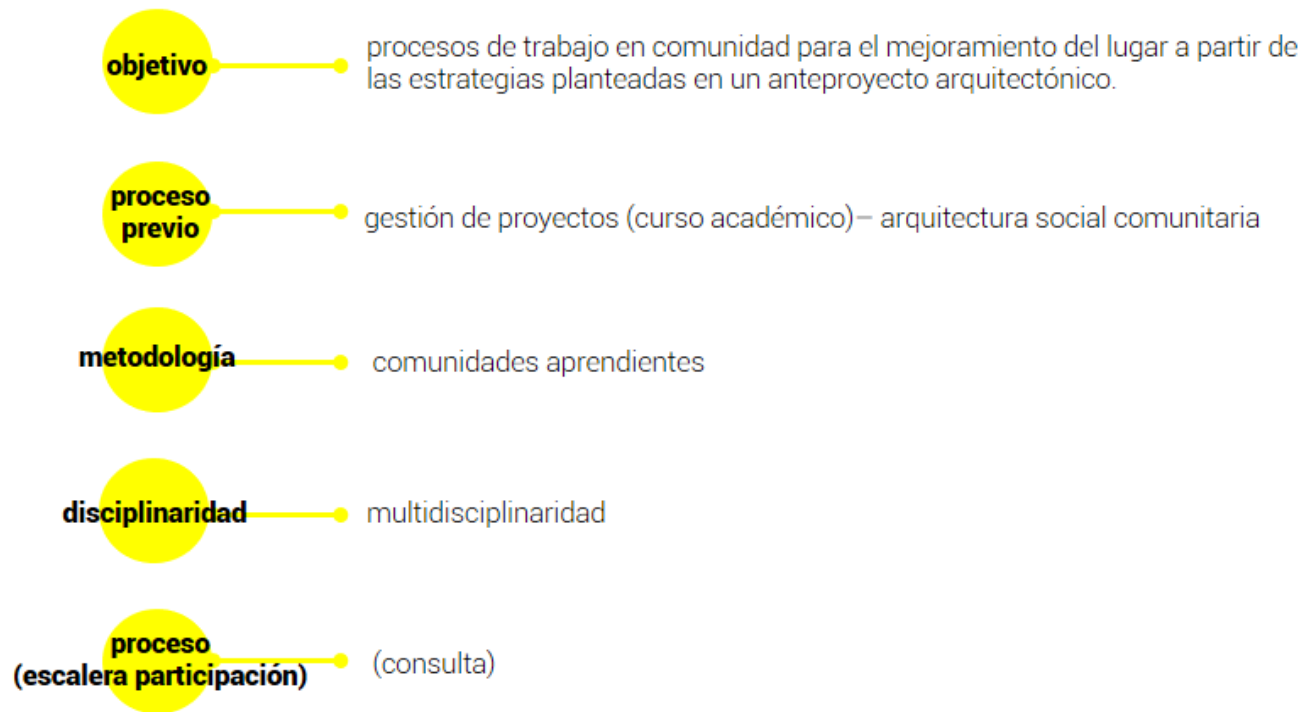 objetivo
procesos de trabajo en comunidad para el mejoramiento del lugar a partir de
las estrategias planteadas en un anteproyecto arquitectónico.
proceso
previo
gestión de proyectos (curso académico)– arquitectura social comunitaria
metodología
comunidades aprendientes
disciplinaridad
multidisciplinaridad
proceso
(escalera participación)
(consulta)